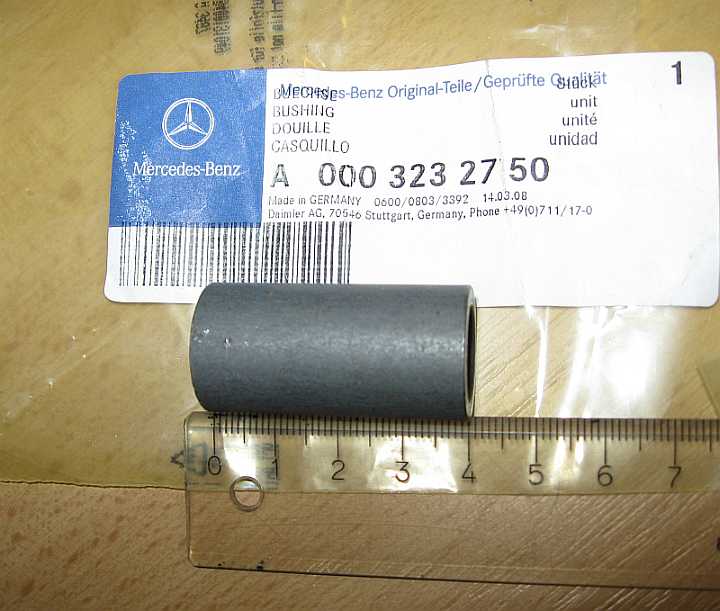 Mercedes-Benz Original-Teile/Geprüfte Qualität
1
BUECHSE
BUSHING
DOUILLE
CASQUILLO
Stück
unit
unité
unidad
Mercedes-Benz
A 000 323 27 50
Made in GERMANY 0600/0803/3392 14.03.08
Daimler AG, 70546 Stuttgart, Germany, Phone +49(0)711/17-0
0 1 2 3 4 5 6 7